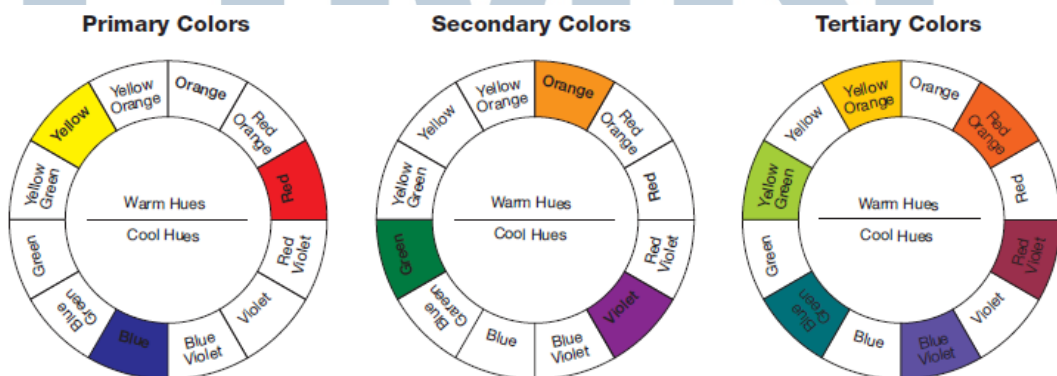 Primary Colors
Yellow
Orange
Orange
Red
Orange
Yellow
Red
Yellow
Green
Warm Hues
Cool Hues
Green
Red
Violet
Blue
Green
Violet
Blue
Blue
Violet
Secondary Colors
Yellow
Orange
Orange
Red
Orange
Yellow
Red
Yellow
Green
Warm Hues
Cool Hues
Green
Red
Violet
Blue
Gareen
Violet
Blue
Blue
Violet
Tertiary Colors
Yellow
Orange
Orange
Red
Orange
Yellow
Red
Yellow
Green
Warm Hues
Cool Hues
Green
Red
Violet
Blue
Green
Violet
Blue
Blue
Violet